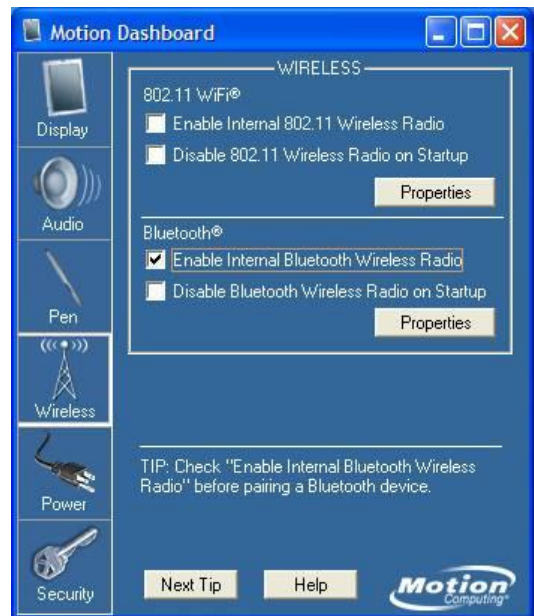 Motion Dashboard
Display
Audio
Pen
Wireless
Power
Security
WIRELESS
802.11 WiFi®
Enable Internal 802.11 Wireless Radio
Disable 802.11 Wireless Radio on Startup
Properties
Bluetooth®
Enable Internal Bluetooth Wireless Radio
Disable Bluetooth Wireless Radio on Startup
Properties
TIP: Check "Enable Internal Bluetooth Wireless
Radio" before pairing a Bluetooth device.
Next Tip
Help
Motion
Computing®